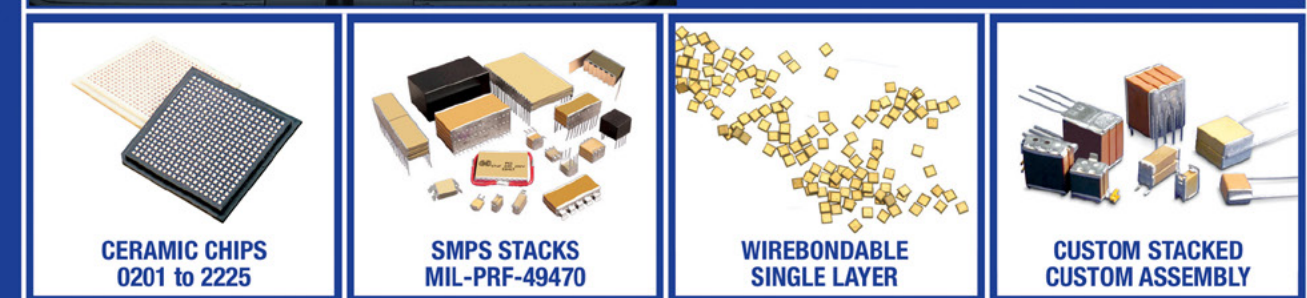 CERAMIC CHIPS
0201 to 2225
SMPS STACKS
MIL-PRF-49470
WIREBONDABLE
SINGLE LAYER
CUSTOM STACKED
CUSTOM ASSEMBLY